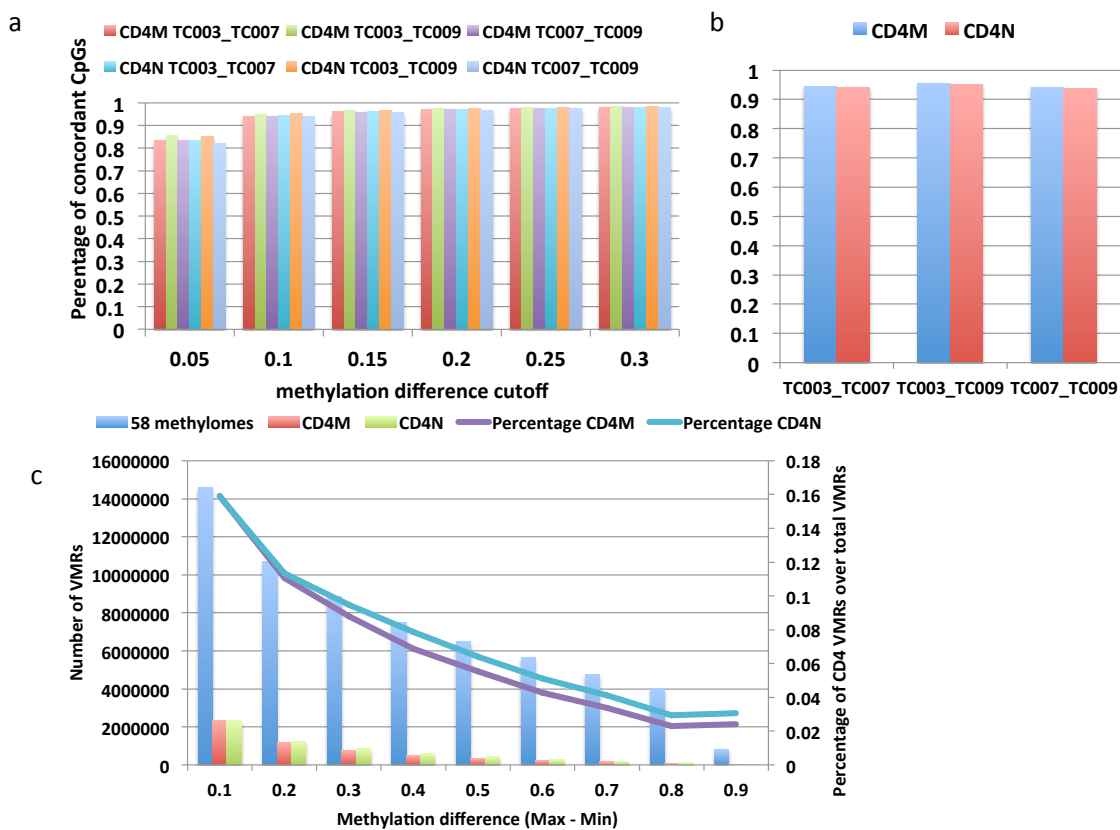 a
CD4M TC003_TC007 CD4M TC003_TC009 CD4M TC007_TC009
CD4N TC003_TC007 CD4N TC003_TC009 CD4N TC007_TC009
Perentage of concordant CpGs
1
0.9
0.8
0.7
0.6
0.5
0.4
0.3
0.2
0.1
0
0.05 0.1 0.15 0.2 0.25 0.3
methylation difference cutoff
b
CD4M CD4N
1
0.9
0.8
0.7
0.6
0.5
0.4
0.3
0.2
0.1
0
TC003_TC007 TC003_TC009 TC007_TC009
58 methylomes CD4M CD4N Percentage CD4M Percentage CD4N
c
Number of VMRs
16000000
14000000
12000000
10000000
8000000
6000000
4000000
2000000
0
0.18
0.16
0.14
0.12
0.1
0.08
0.06
0.04
0.02
0
Percentage of CD4 VMRs over total VMRs
0.1 0.2 0.3 0.4 0.5 0.6 0.7 0.8 0.9
Methylation difference (Max - Min)